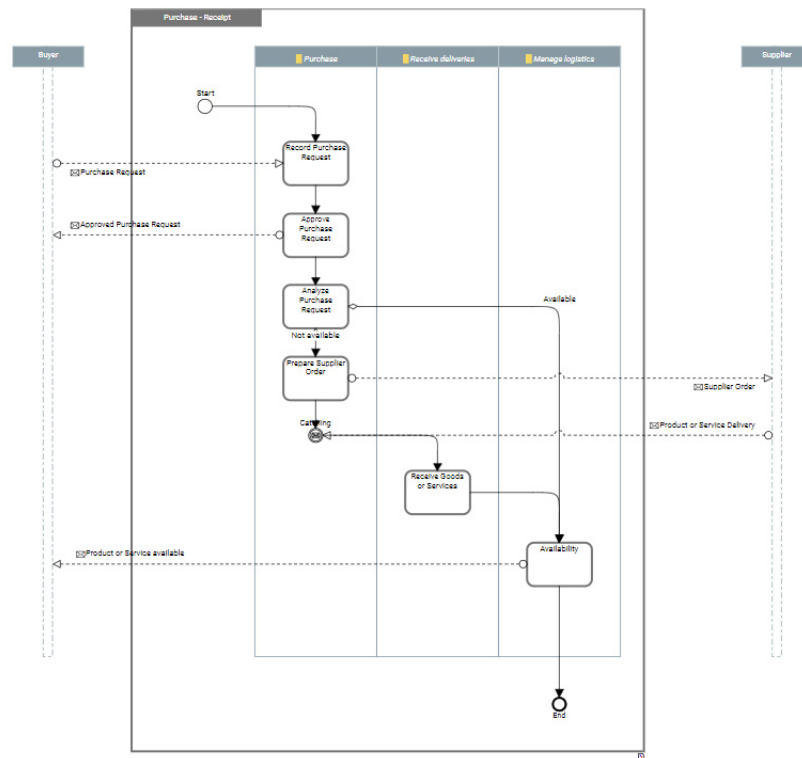 Purchase - Receipt
Buyer
Purchase
Receive deliveries
Manage logistics
Supplier
Start
Record Purchase
Request
Purchase Request
Approve
Purchase
Request
Approved Purchase Request
Analyze
Purchase
Request
Available
Not available
Prepare Supplier
Order
Supplier Order
Product or Service Delivery
Receive Goods
or Services
Availability
Product or Service available
End